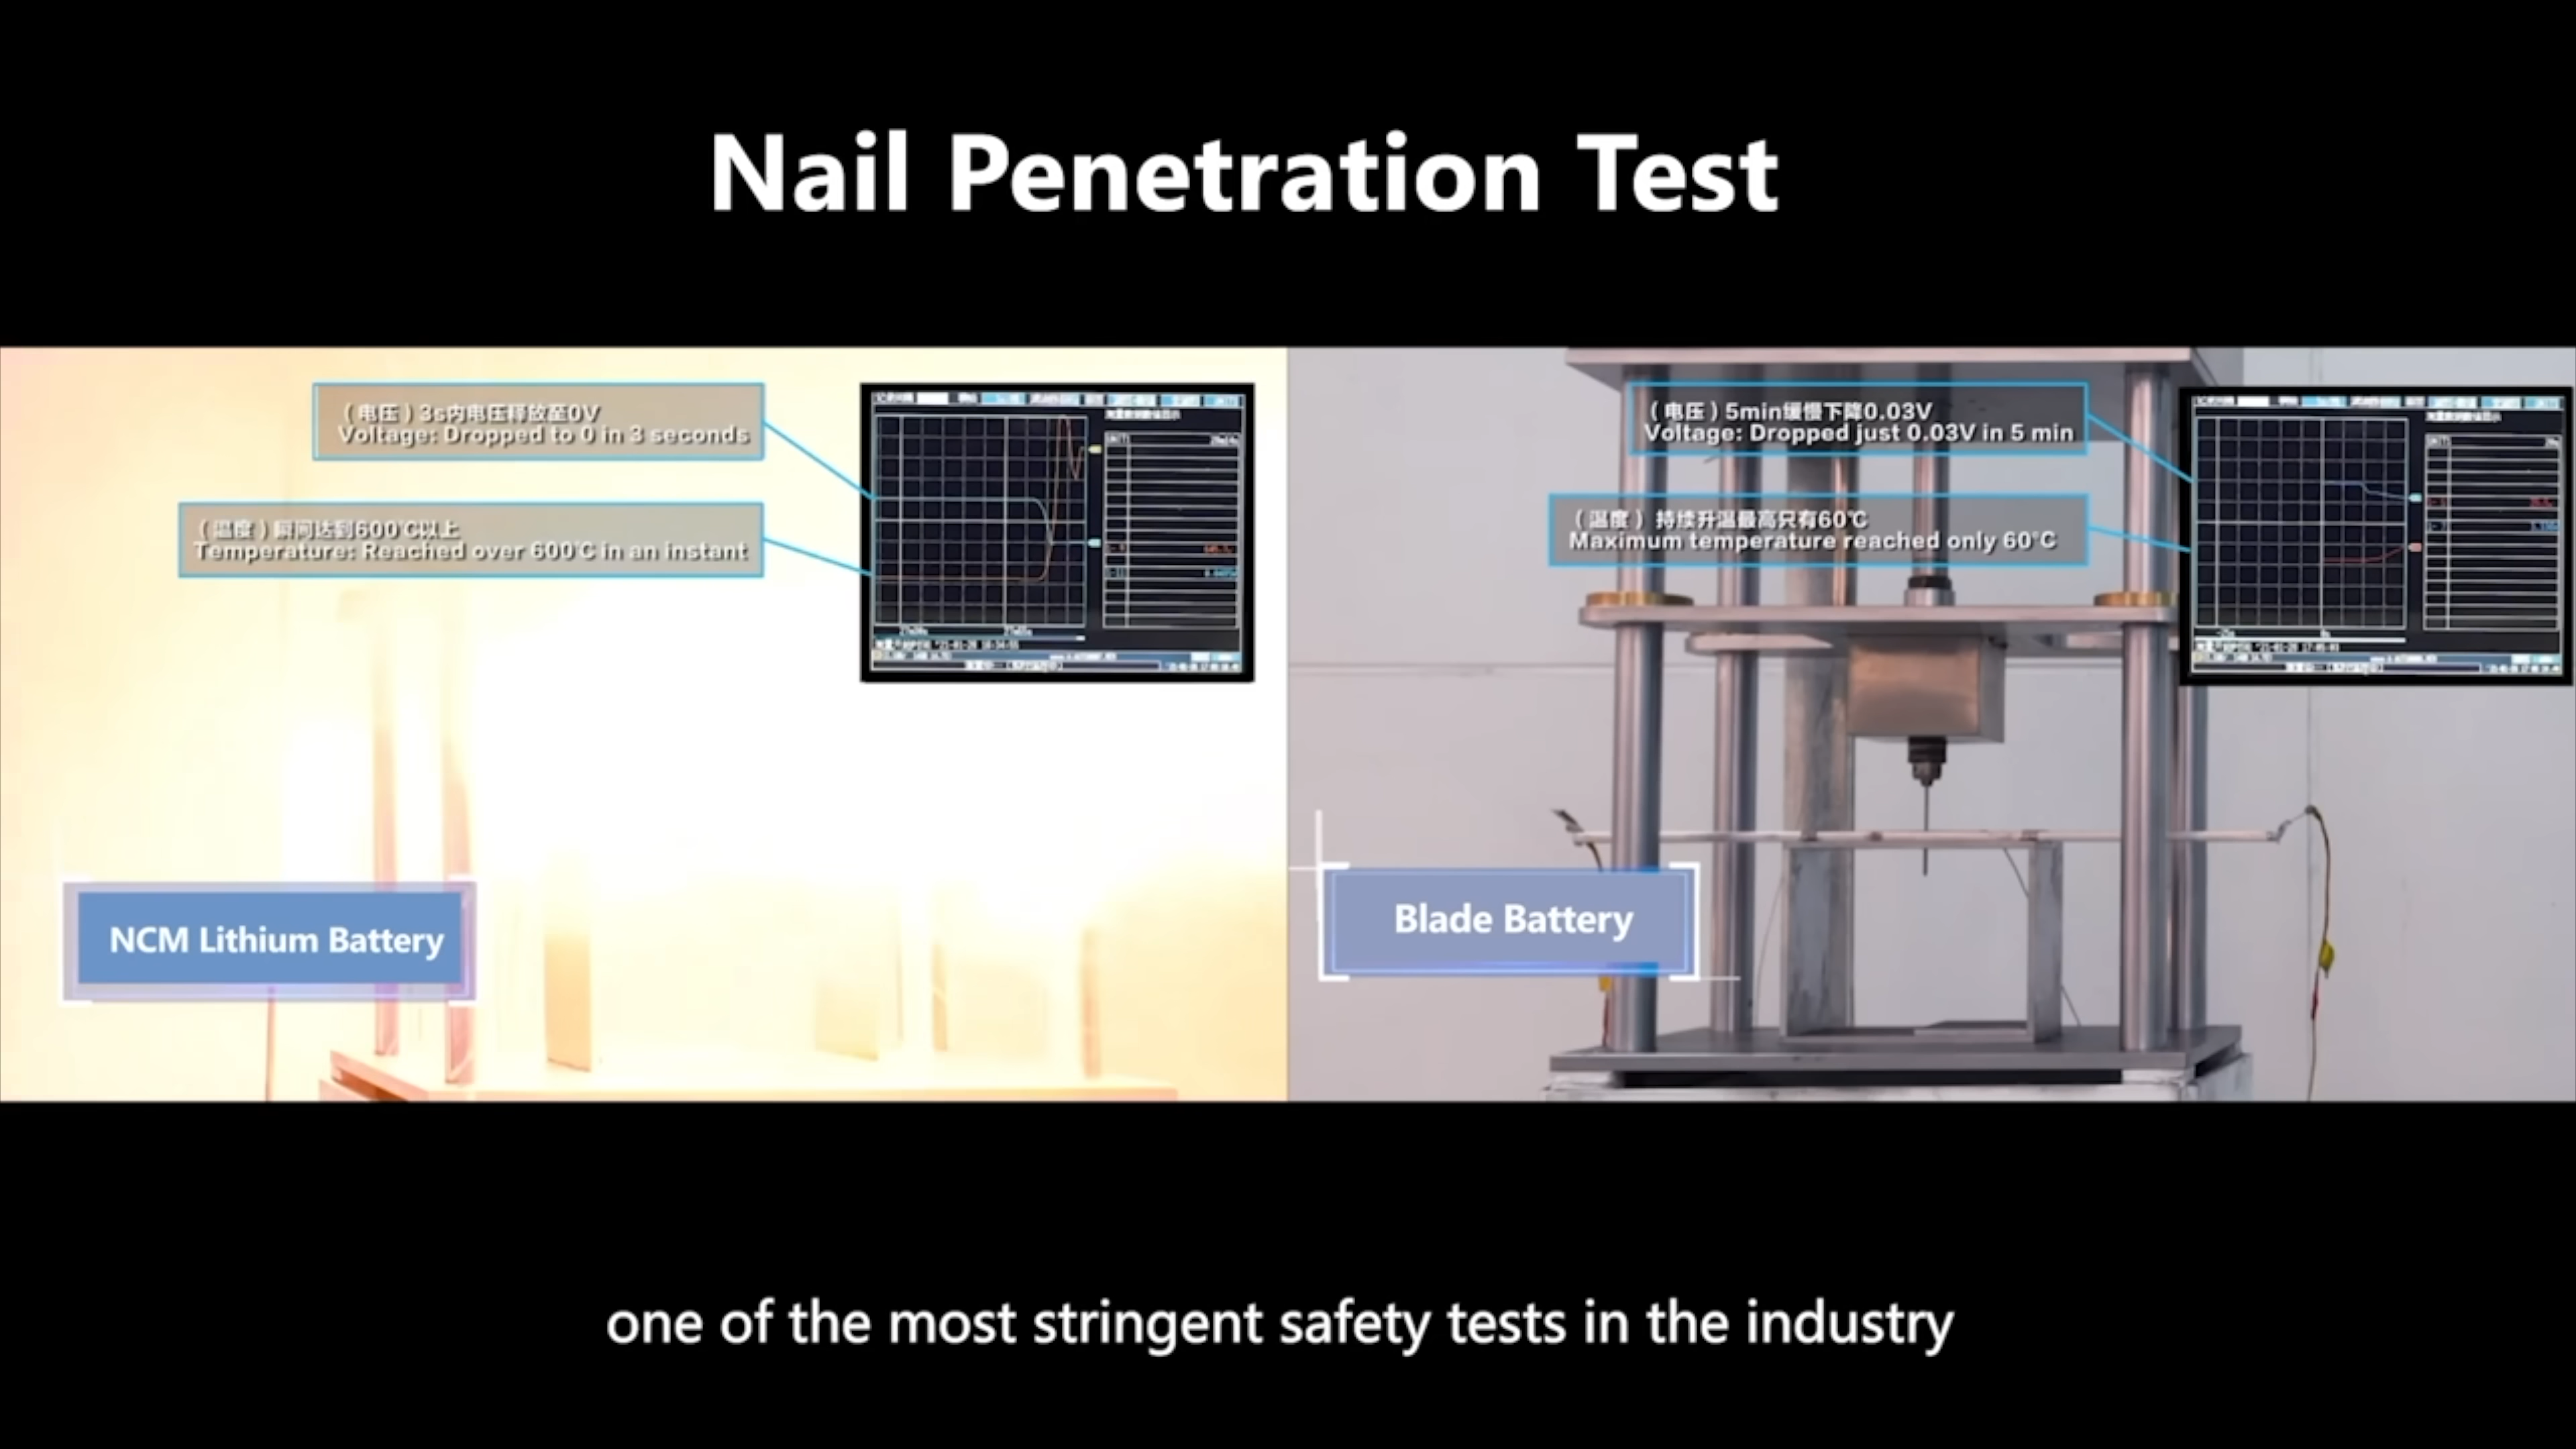 Nail Penetration Test
（电压）3s内电压释放至0V
Voltage: Dropped to 0 in 3 seconds
（温度）瞬间达到600℃以上
Temperature: Reached over 600℃ in an instant
NCM Lithium Battery
（电压）5min缓慢下降0.03V
Voltage: Dropped just 0.03V in 5 min
（温度）持续升温最高只有60℃
Maximum temperature reached only 60℃
Blade Battery
one of the most stringent safety tests in the industry